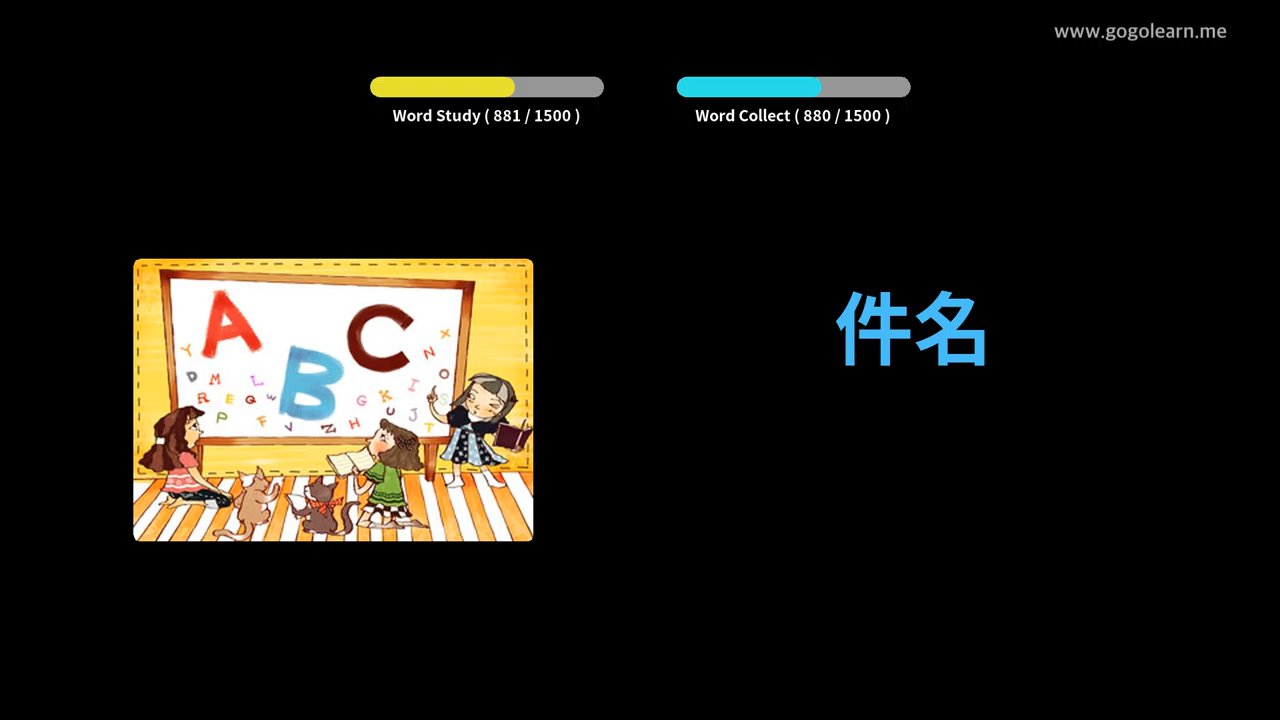 www.gogolearn.me
Word Study ( 881 / 1500 )
Word Collect ( 880 / 1500 )
件名
A
B
C
Y
X
N
D
M
L
O
R
E
Q
W
G
K
I
S
P
F
V
Z
H
U
J
T